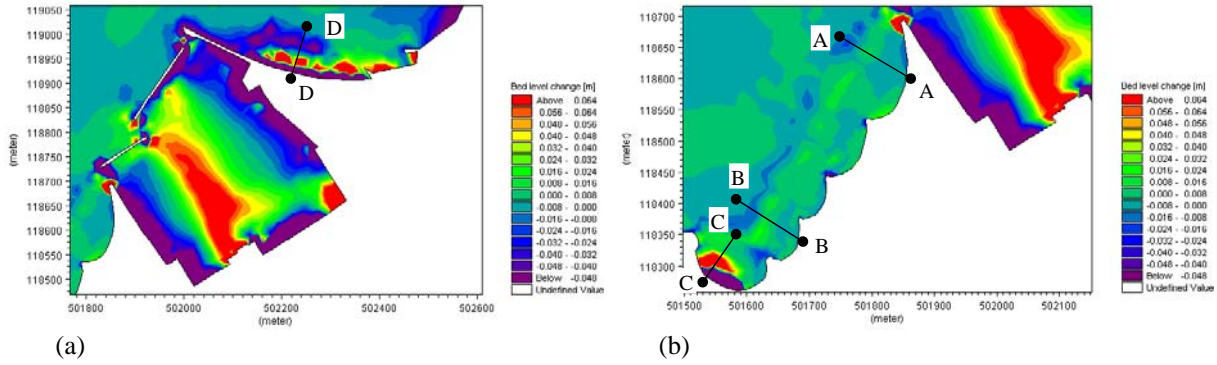 119050
119000
118950
118900
118850
118800
118750
118700
118650
118600
118550
118500
(meter)
D
D
501800
502000
502200
502400
502600
(meter)
Bed level change [m]
Above 0.064
0.056 - 0.064
0.048 - 0.056
0.040 - 0.048
0.032 - 0.040
0.024 - 0.032
0.016 - 0.024
0.008 - 0.016
0.000 - 0.008
-0.008 - 0.000
-0.016 - -0.008
-0.024 - -0.016
-0.032 - -0.024
-0.040 - -0.032
-0.048 - -0.040
Below -0.048
Undefined Value
(a)
118700
118650
118600
118550
118500
118450
118400
118350
118300
(meter)
A
A
B
B
C
C
501500
501600
501700
501800
501900
502000
502100
(meter)
Bed level change [m]
Above 0.064
0.056 - 0.064
0.048 - 0.056
0.040 - 0.048
0.032 - 0.040
0.024 - 0.032
0.016 - 0.024
0.008 - 0.016
0.000 - 0.008
-0.008 - 0.000
-0.016 - -0.008
-0.024 - -0.016
-0.032 - -0.024
-0.040 - -0.032
-0.048 - -0.040
Below -0.048
Undefined Value
(b)